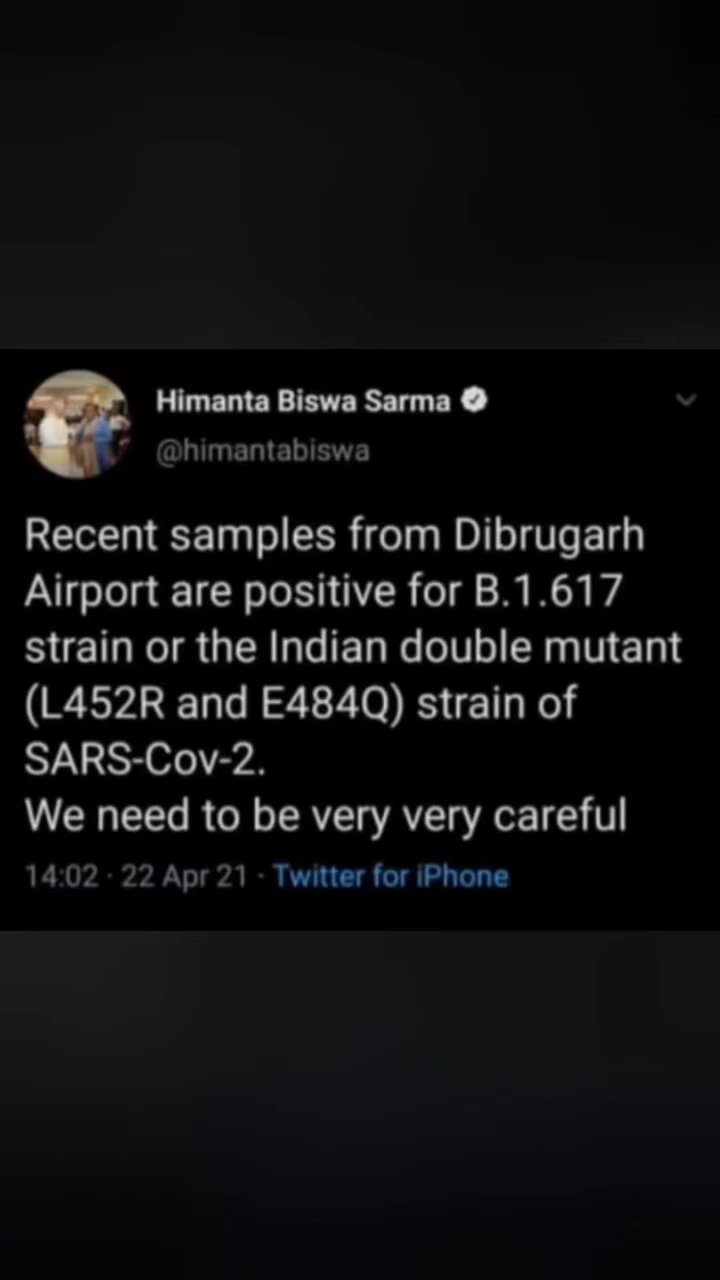 Himanta Biswa Sarma
@himantabiswa
Recent samples from Dibrugarh
Airport are positive for B.1.617
strain or the Indian double mutant
(L452R and E484Q) strain of
SARS-Cov-2.
We need to be very very careful
14:02 · 22 Apr 21 · Twitter for iPhone